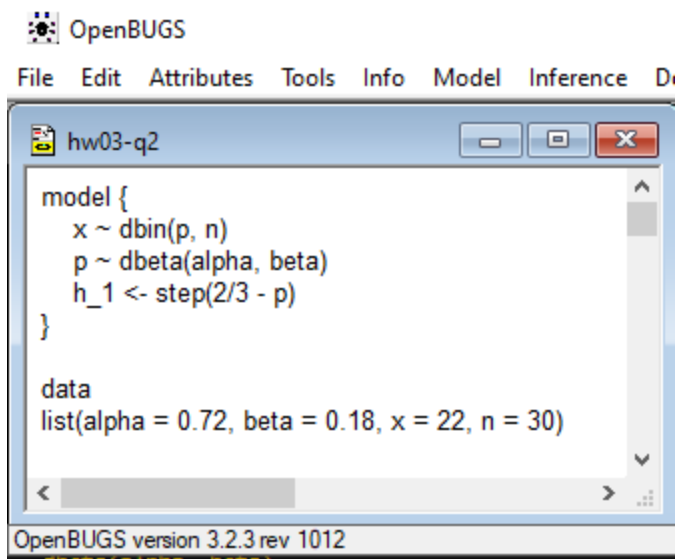 OpenBUGS
File Edit Attributes Tools Info Model Inference
hw03-q2
model {
x ~ dbin(p, n)
p ~ dbeta(alpha, beta)
h_1 <- step(2/3 - p)
}
data
list(alpha = 0.72, beta = 0.18, x = 22, n = 30)
OpenBUGS version 3.2.3 rev 1012